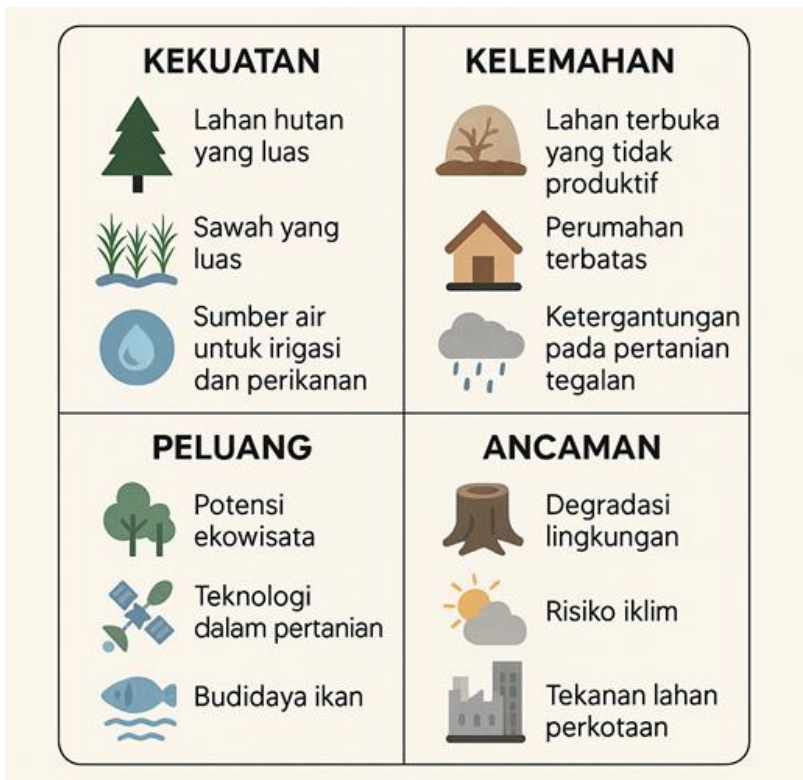 KEKUATAN
Lahan hutan
yang luas
Sawah yang
luas
Sumber air
untuk irigasi
dan perikanan
KELEMAHAN
Lahan terbuka
yang tidak
produktif
Perumahan
terbatas
Ketergantungan
pada pertanian
tegalan
PELUANG
Potensi
ekowisata
Teknologi
dalam pertanian
Budidaya ikan
ANCAMAN
Degradasi
lingkungan
Risiko iklim
Tekanan lahan
perkotaan